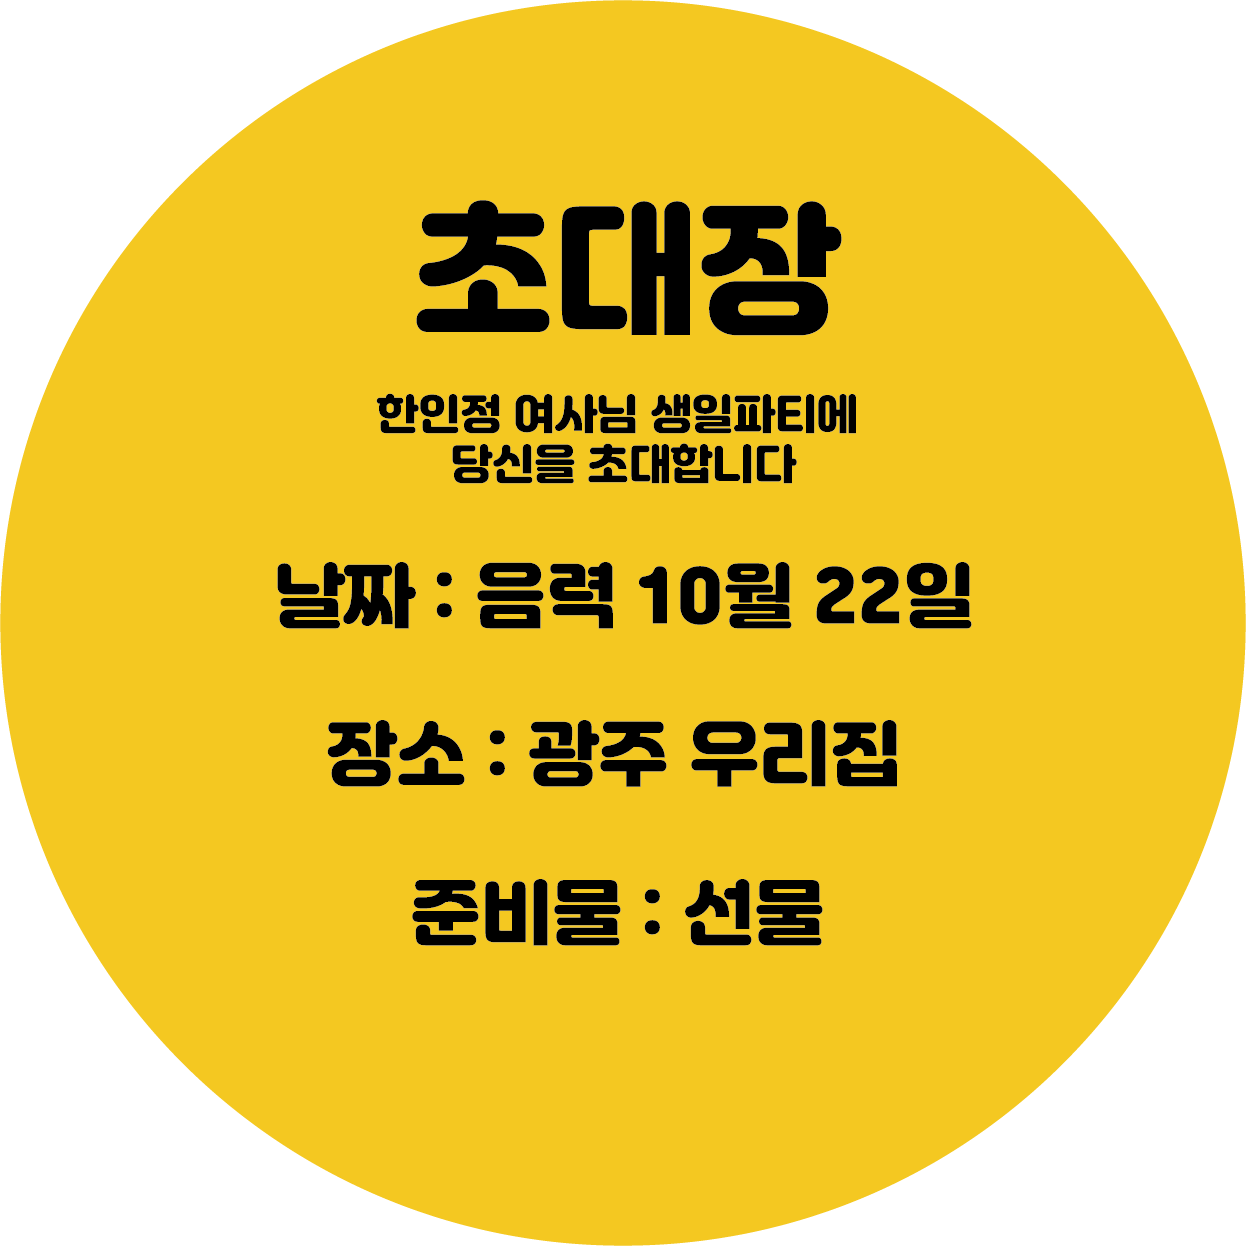 초대장
한인정 여사님 생일파티에
당신을 초대합니다
날짜 : 음력 10월 22일
장소 : 광주 우리집
준비물 : 선물